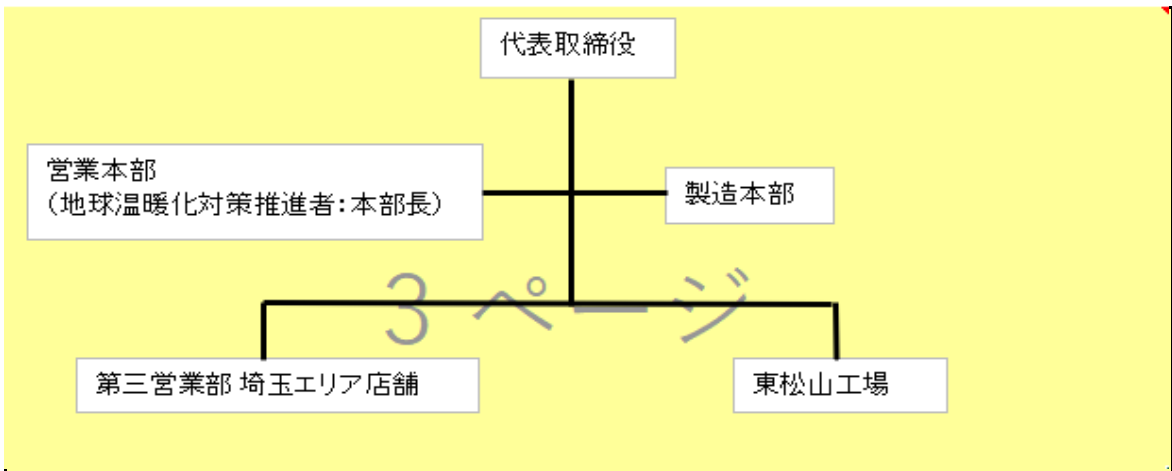 代表取締役
営業本部
（地球温暖化対策推進者：本部長）
製造本部
3 ページ
第三営業部 埼玉エリア店舗
東松山工場